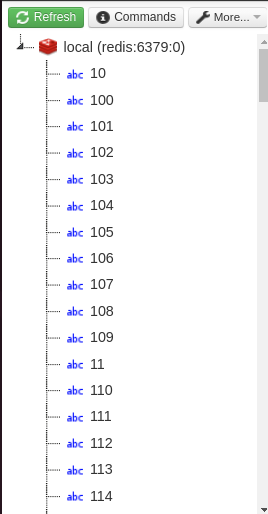 Refresh Commands More...
local (redis:6379:0)
abc 10
abc 100
abc 101
abc 102
abc 103
abc 104
abc 105
abc 106
abc 107
abc 108
abc 109
abc 11
abc 110
abc 111
abc 112
abc 113
abc 114